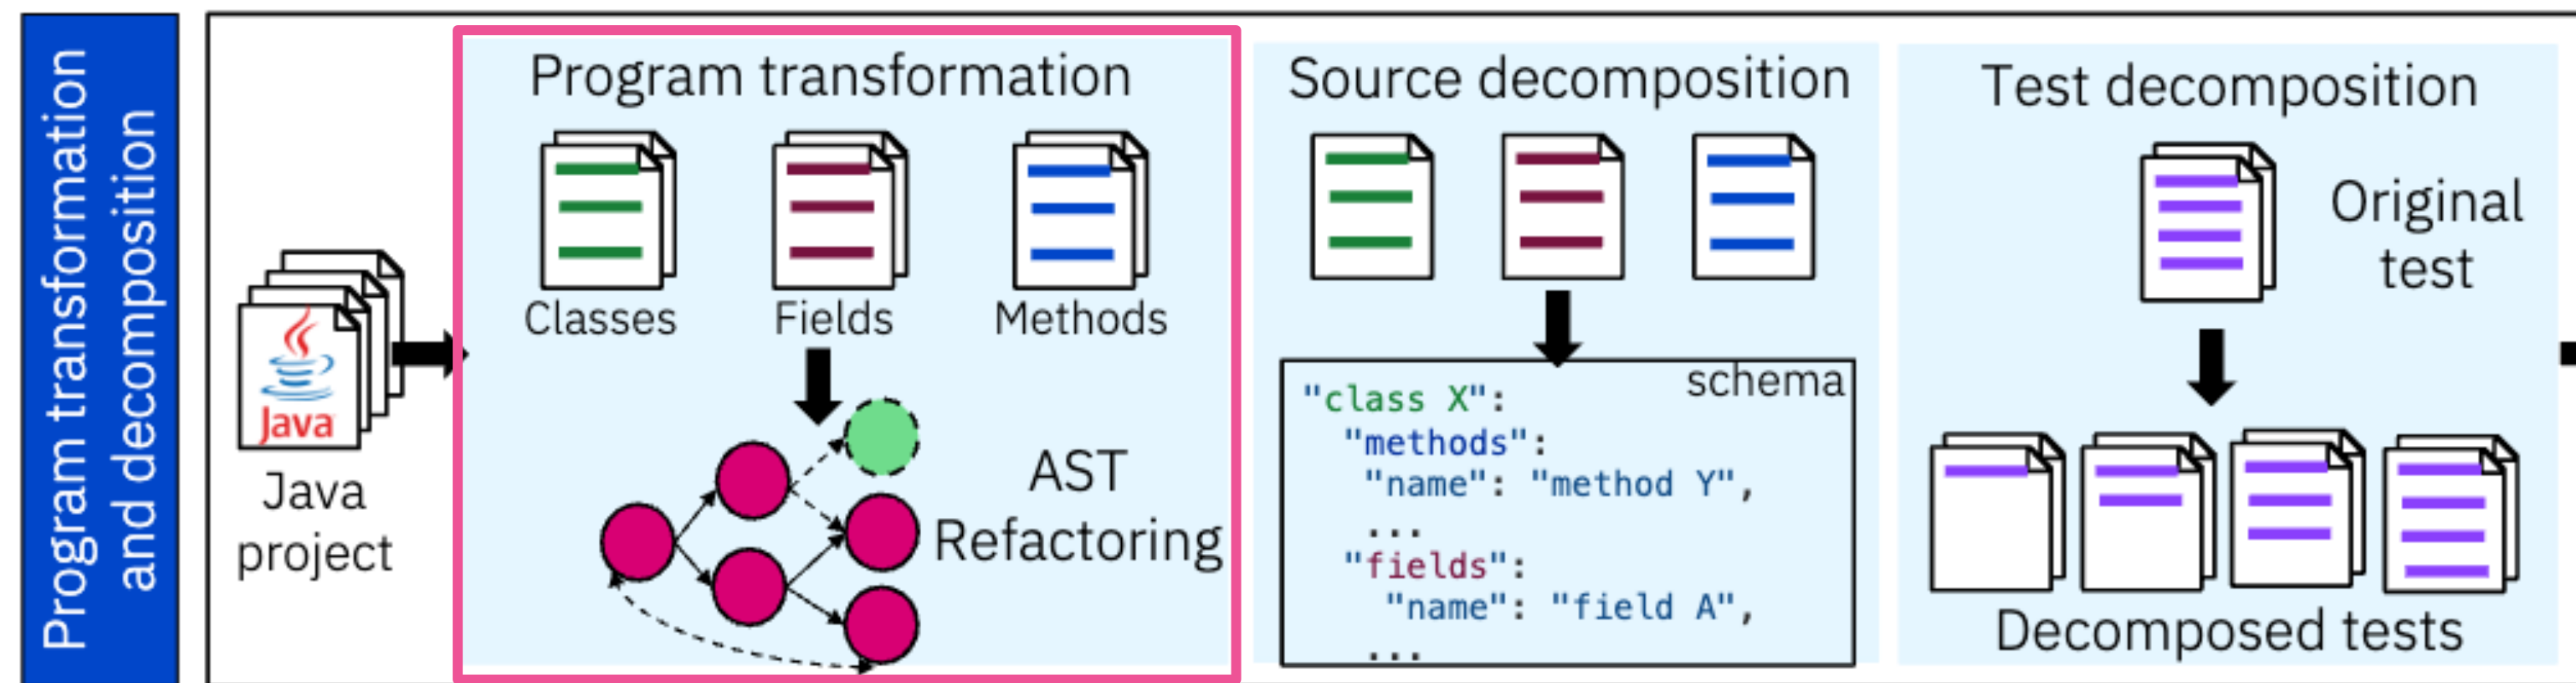 Program transformation
and decomposition
Java
Java
project
Program transformation
Classes
Fields
Methods
AST
Refactoring
Source decomposition
schema
"class X":
"methods":
"name": "method Y",
...
"fields":
"name": "field A",
...
Test decomposition
Original
test
Decomposed tests